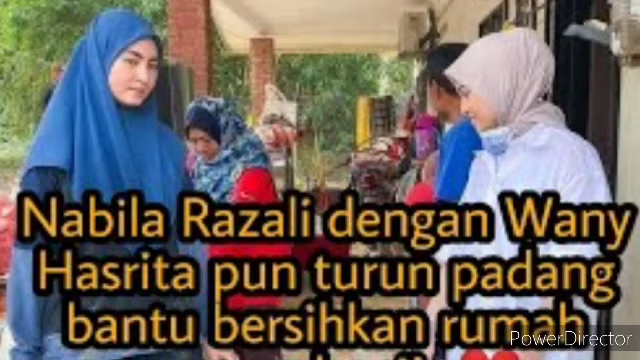 Nabila Razali dengan Wany
Hasrita pun turun padang
bantu bersihkan rumah
PowerDirector